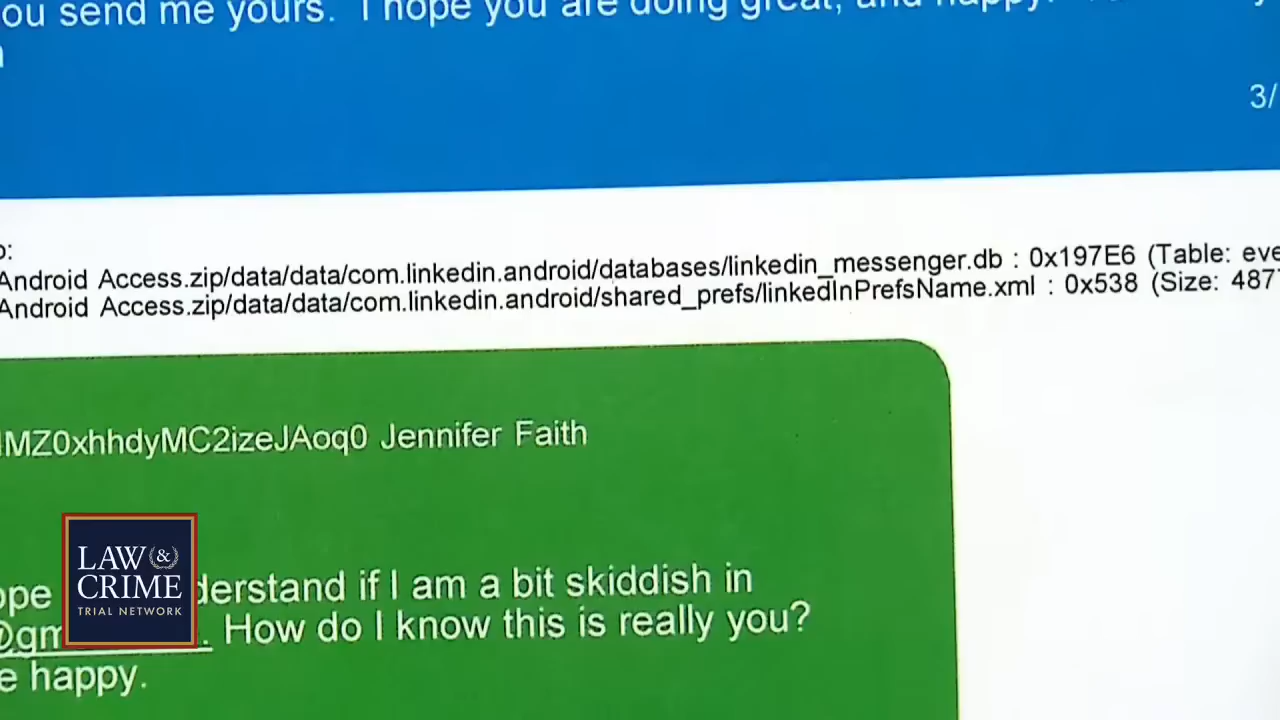 ou send me yours. I hope you are doing great, and happy!
3/
o:
Android Access.zip/data/data/com.linkedin.android/databases/linkedin_messenger.db : 0x197E6 (Table: eve
Android Access.zip/data/data/com.linkedin.android/shared_prefs/linkedInPrefsName.xml : 0x538 (Size: 487
MZ0xhhdyMC2izeJAoq0 Jennifer Faith
ope derstand if I am a bit skiddish in
@gm . How do I know this is really you?
e happy.
LAW &
CRIME
TRIAL NETWORK